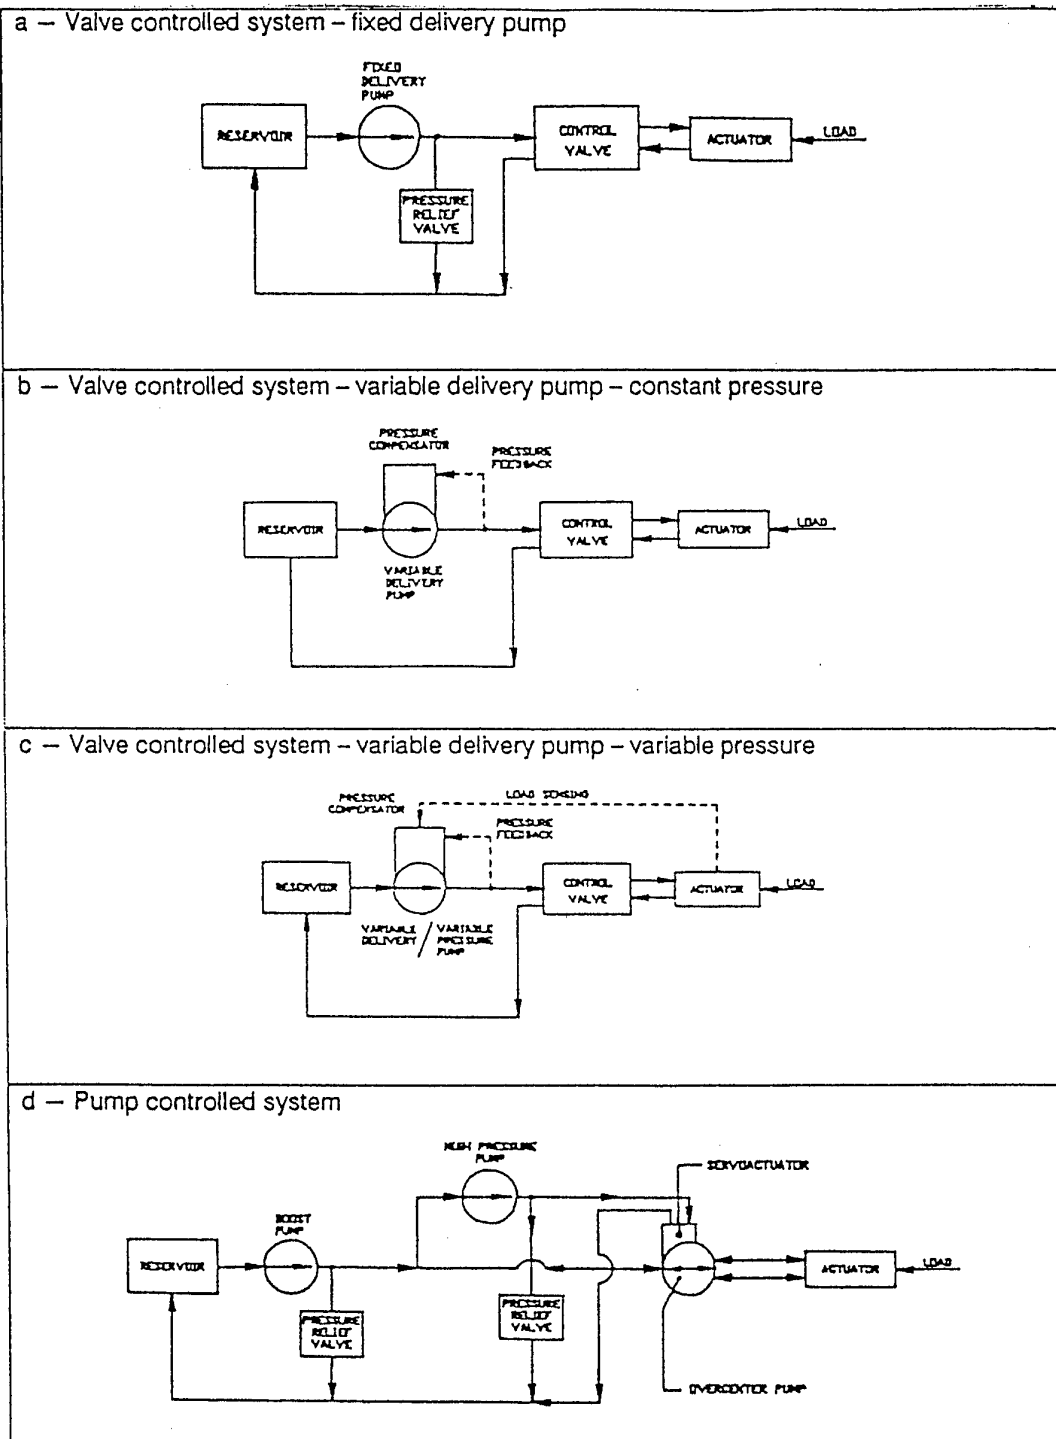 a – Valve controlled system – fixed delivery pump
FIXED
DELIVERY
PUMP
RESERVOIR
CONTROL
VALVE
ACTUATOR
LOAD
PRESSURE
RELIEF
VALVE
b – Valve controlled system – variable delivery pump – constant pressure
PRESSURE
COMPENSATOR
PRESSURE
FEEDBACK
RESERVOIR
CONTROL
VALVE
ACTUATOR
LOAD
VARIABLE
DELIVERY
PUMP
c – Valve controlled system – variable delivery pump – variable pressure
PRESSURE
COMPENSATOR
LOAD SENSING
PRESSURE
FEEDBACK
RESERVOIR
CONTROL
VALVE
ACTUATOR
LOAD
VARIABLE
DELIVERY
/
VARIABLE
PRESSURE
PUMP
d – Pump controlled system
HIGH PRESSURE
PUMP
SERVOACTUATOR
BOOST
PUMP
RESERVOIR
ACTUATOR
LOAD
PRESSURE
RELIEF
VALVE
PRESSURE
RELIEF
VALVE
OVERCENTER PUMP